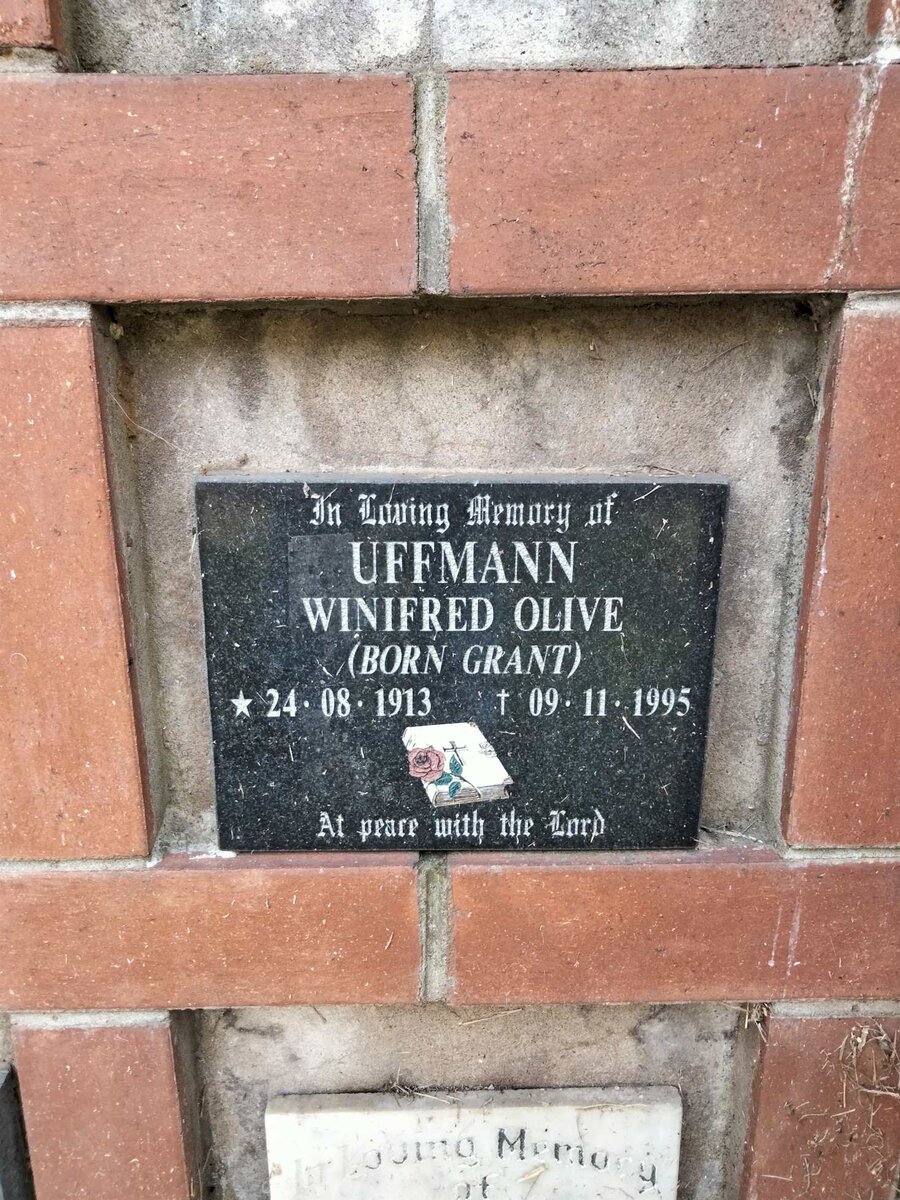 In Loving Memory of
UFFMANN
WINIFRED OLIVE
(BORN GRANT)
★ 24·08·1913 † 09·11·1995
At peace with the Lord
In Loving Memory
of